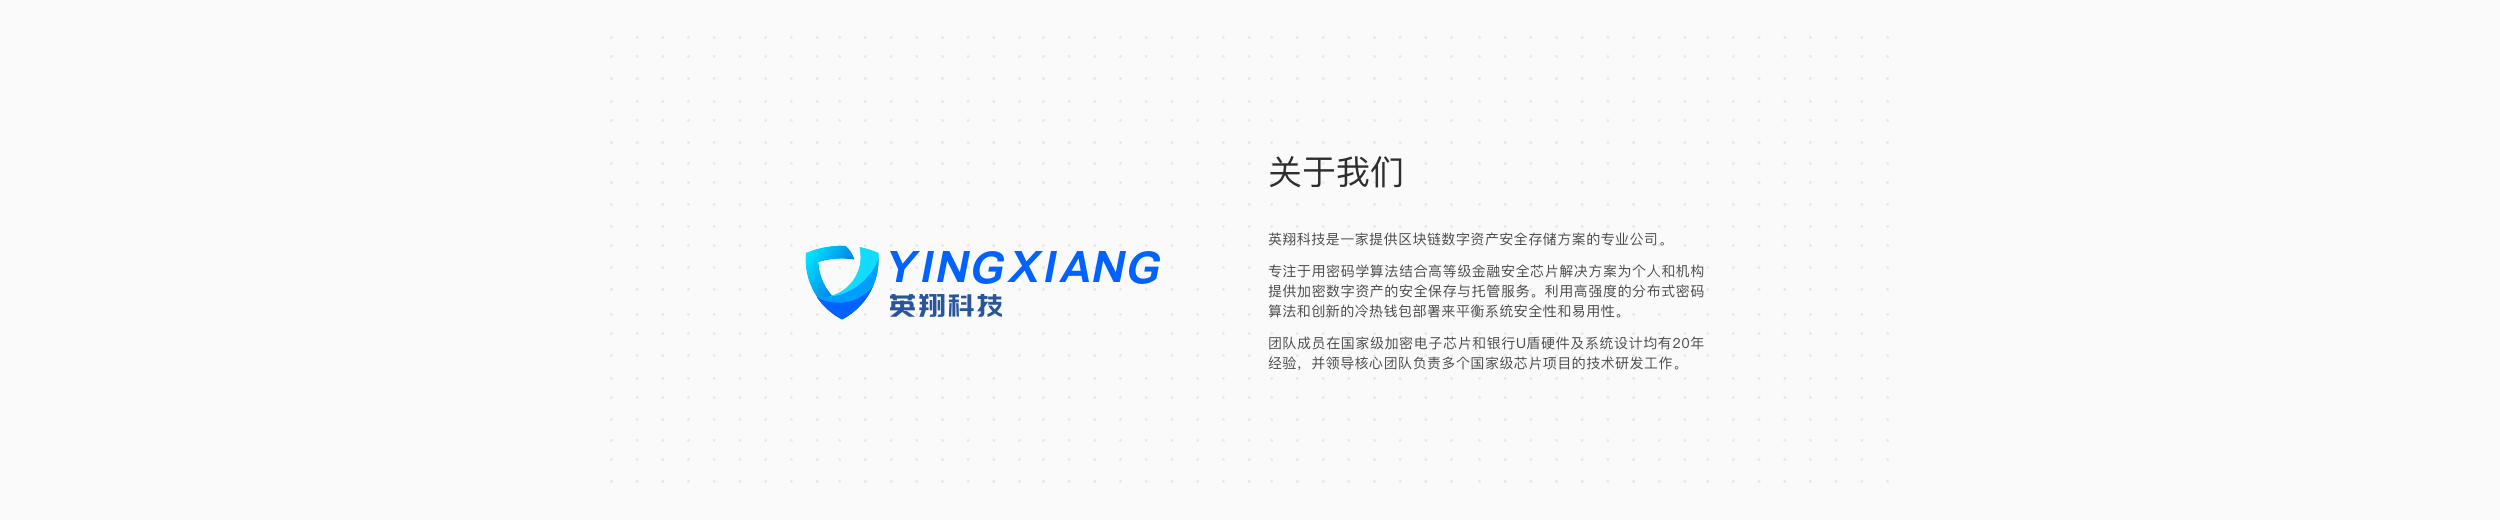 YINGXIANG
英翔科技
关于我们
英翔科技是一家提供区块链数字资产安全存储方案的专业公司。
专注于用密码学算法结合高等级金融安全芯片解决方案为个人和机构
提供加密数字资产的安全保存与托管服务。利用高强度的分布式密码
算法和创新的冷热钱包部署来平衡系统安全性和易用性。
团队成员在国家级加密电子芯片和银行U盾硬件及系统设计均有20年
经验，并领导核心团队负责多个国家级芯片项目的技术研发工作。